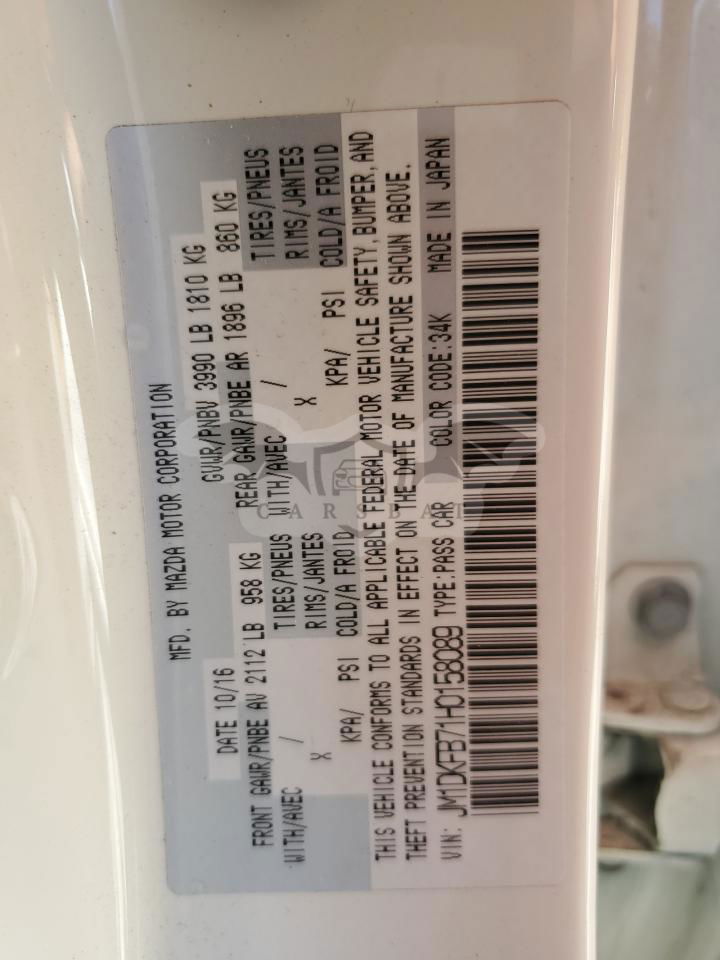 MFD. BY MAZDA MOTOR CORPORATION
DATE 10/16 GVWR/PNBV 3990 LB 1810 KG
FRONT GAWR/PNBE AV 2112 LB 958 KG REAR GAWR/PNBE AR 1896 LB 860 KG
WITH/AVEC TIRES/PNEUS WITH/AVEC TIRES/PNEUS
X / RIMS/JANTES X / RIMS/JANTES
KPA/ PSI COLD/A FROID KPA/ PSI COLD/A FROID
THIS VEHICLE CONFORMS TO ALL APPLICABLE FEDERAL MOTOR VEHICLE SAFETY, BUMPER, AND
THEFT PREVENTION STANDARDS IN EFFECT ON THE DATE OF MANUFACTURE SHOWN ABOVE.
VIN: JM1DKFB71H0158089 TYPE:PASS CAR COLOR CODE:34K MADE IN JAPAN
CARSBAT